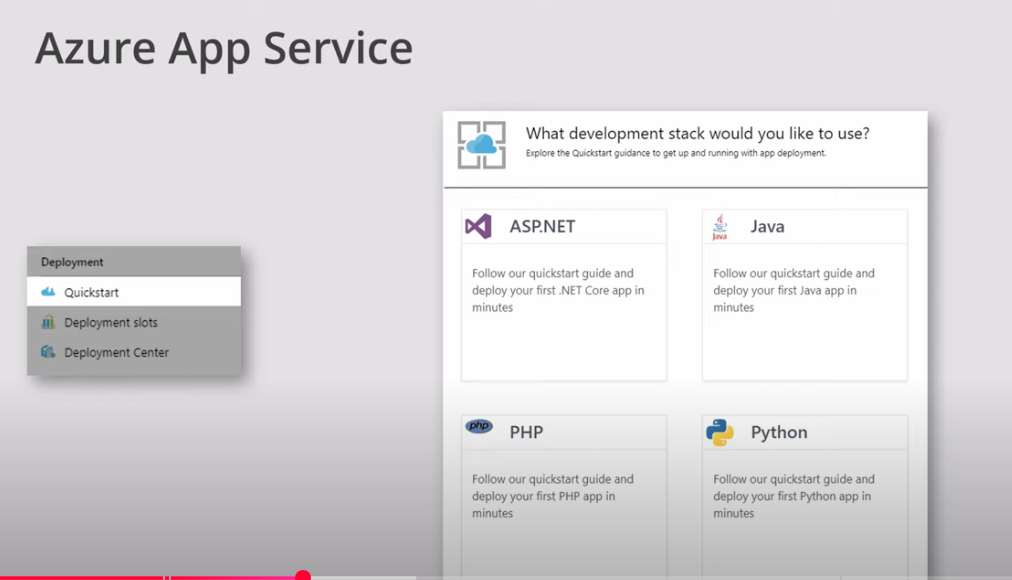 Azure App Service
Deployment
Quickstart
Deployment slots
Deployment Center
What development stack would you like to use?
Explore the Quickstart guidance to get up and running with app deployment.
ASP.NET
Follow our quickstart guide and
deploy your first .NET Core app in
minutes
Java
Java
Follow our quickstart guide and
deploy your first Java app in
minutes
php
PHP
Follow our quickstart guide and
deploy your first PHP app in
minutes
Python
Follow our quickstart guide and
deploy your first Python app in
minutes